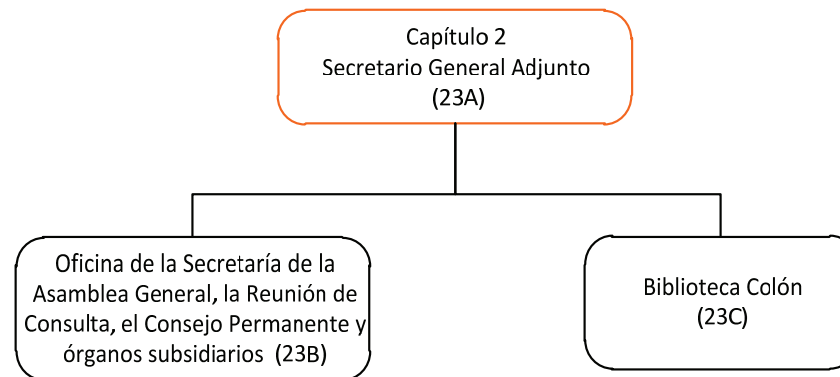 Capítulo 2
Secretario General Adjunto
(23A)
Oficina de la Secretaría de la
Asamblea General, la Reunión de
Consulta, el Consejo Permanente y
órganos subsidiarios (23B)
Biblioteca Colón
(23C)